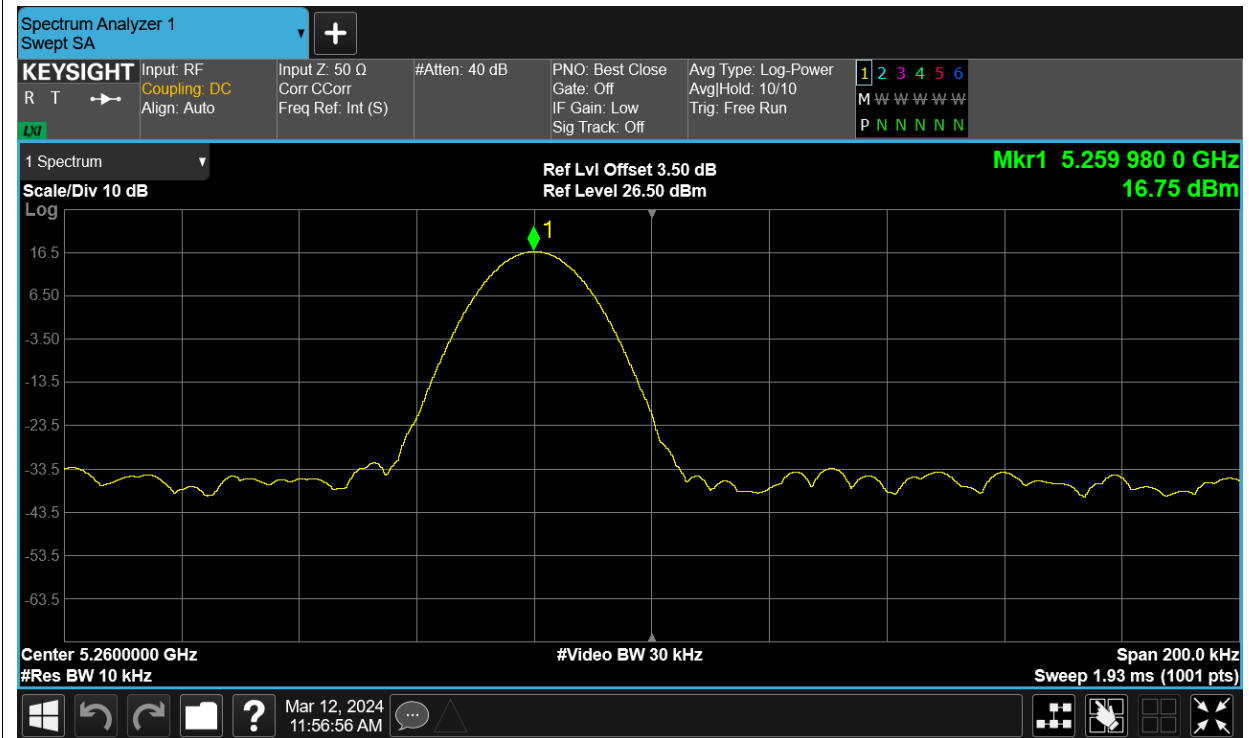 Spectrum Analyzer 1
Swept SA
KEYSIGHT
R T
LXI
Input: RF
Coupling: DC
Align: Auto
Input Z: 50 Ω
Corr CCorr
Freq Ref: Int (S)
#Atten: 40 dB
PNO: Best Close
Gate: Off
IF Gain: Low
Sig Track: Off
Avg Type: Log-Power
Avg|Hold: 10/10
Trig: Free Run
1 2 3 4 5 6
M W W W W W
P N N N N N
1 Spectrum
Scale/Div 10 dB
Log
Ref Lvl Offset 3.50 dB
Ref Level 26.50 dBm
Mkr1 5.259 980 0 GHz
16.75 dBm
1
16.5
6.50
-3.50
-13.5
-23.5
-33.5
-43.5
-53.5
-63.5
Center 5.2600000 GHz
#Res BW 10 kHz
#Video BW 30 kHz
Span 200.0 kHz
Sweep 1.93 ms (1001 pts)
?
Mar 12, 2024
11:56:56 AM